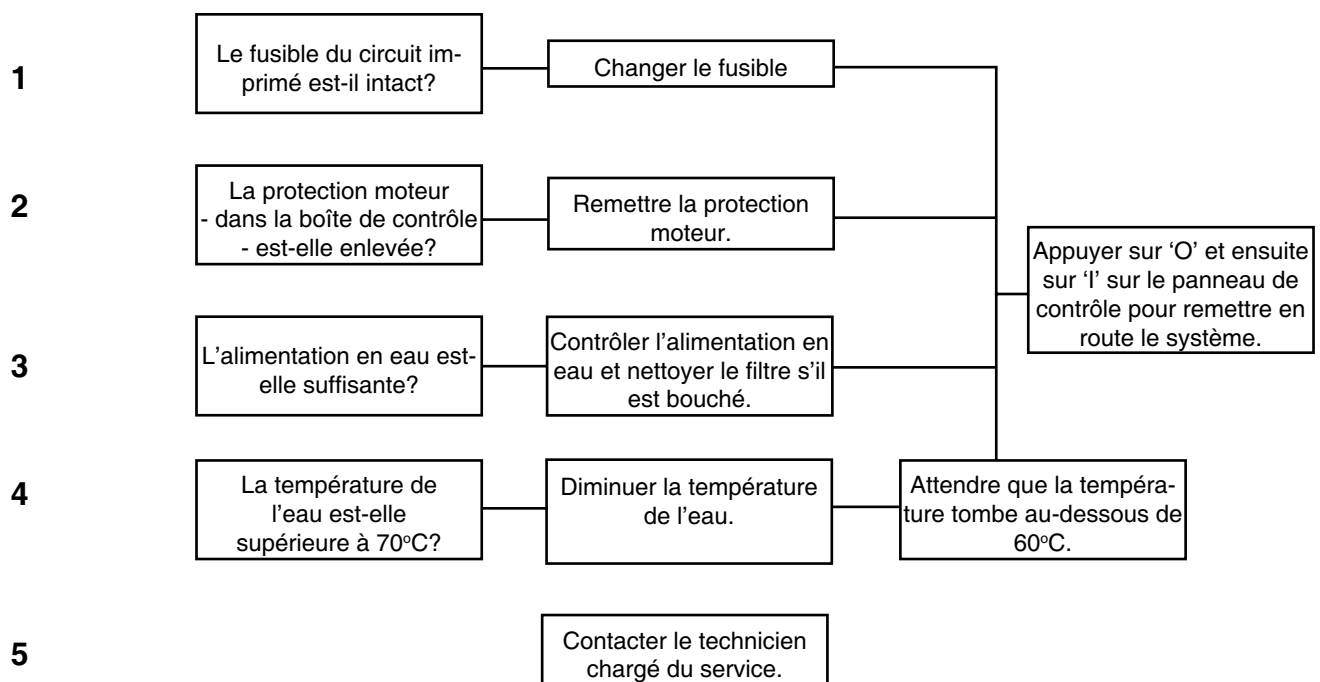 1
Le fusible du circuit im-
primé est-il intact?
Changer le fusible
2
La protection moteur
- dans la boîte de contrôle
- est-elle enlevée?
Remettre la protection
moteur.
Appuyer sur ‘O’ et ensuite
sur ‘I’ sur le panneau de
contrôle pour remettre en
route le système.
3
L’alimentation en eau est-
elle suffisante?
Contrôler l’alimentation en
eau et nettoyer le filtre s’il
est bouché.
4
La température de
l’eau est-elle
supérieure à 70°C?
Diminuer la température
de l’eau.
Attendre que la tempéra-
ture tombe au-dessous de
60°C.
5
Contacter le technicien
chargé du service.